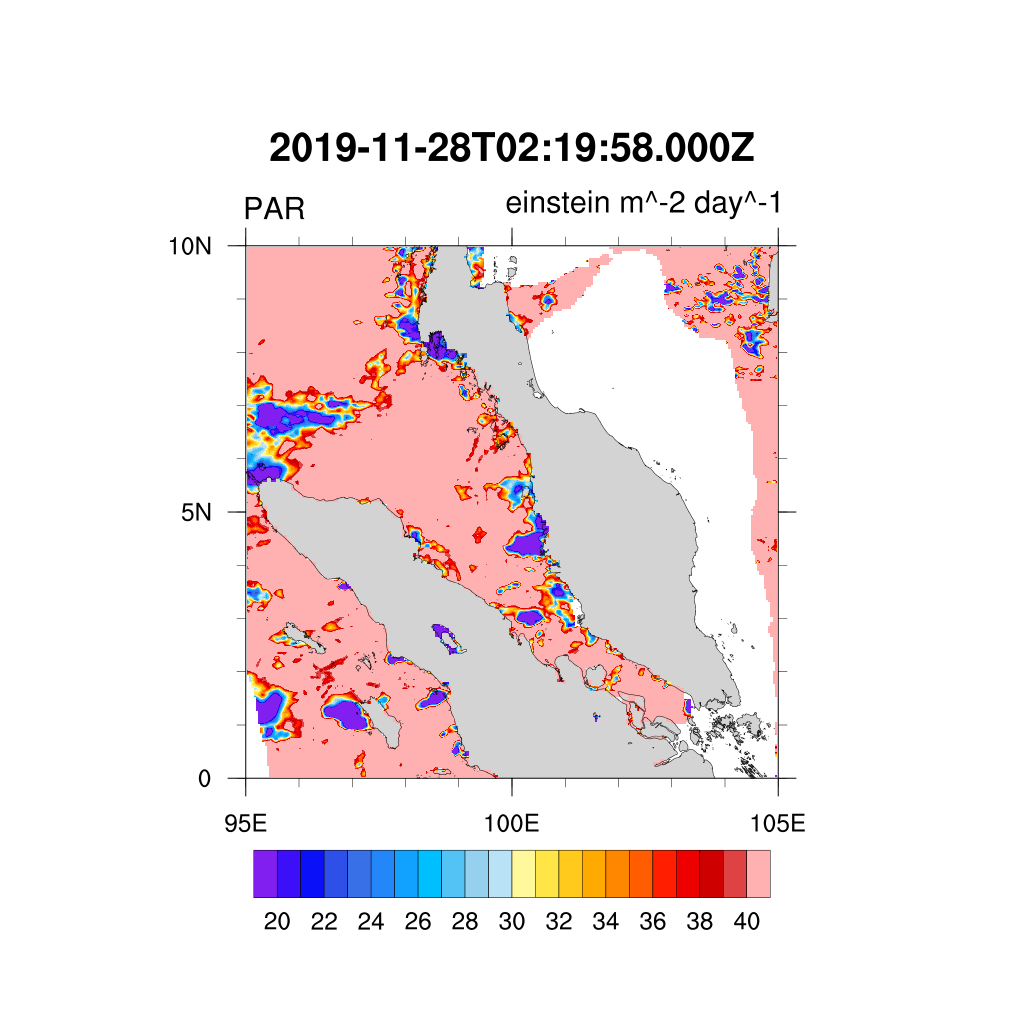 2019-11-28T02:19:58.000Z
PAR einstein m^-2 day^-1
10N
5N
0
95E 100E 105E
20 22 24 26 28 30 32 34 36 38 40